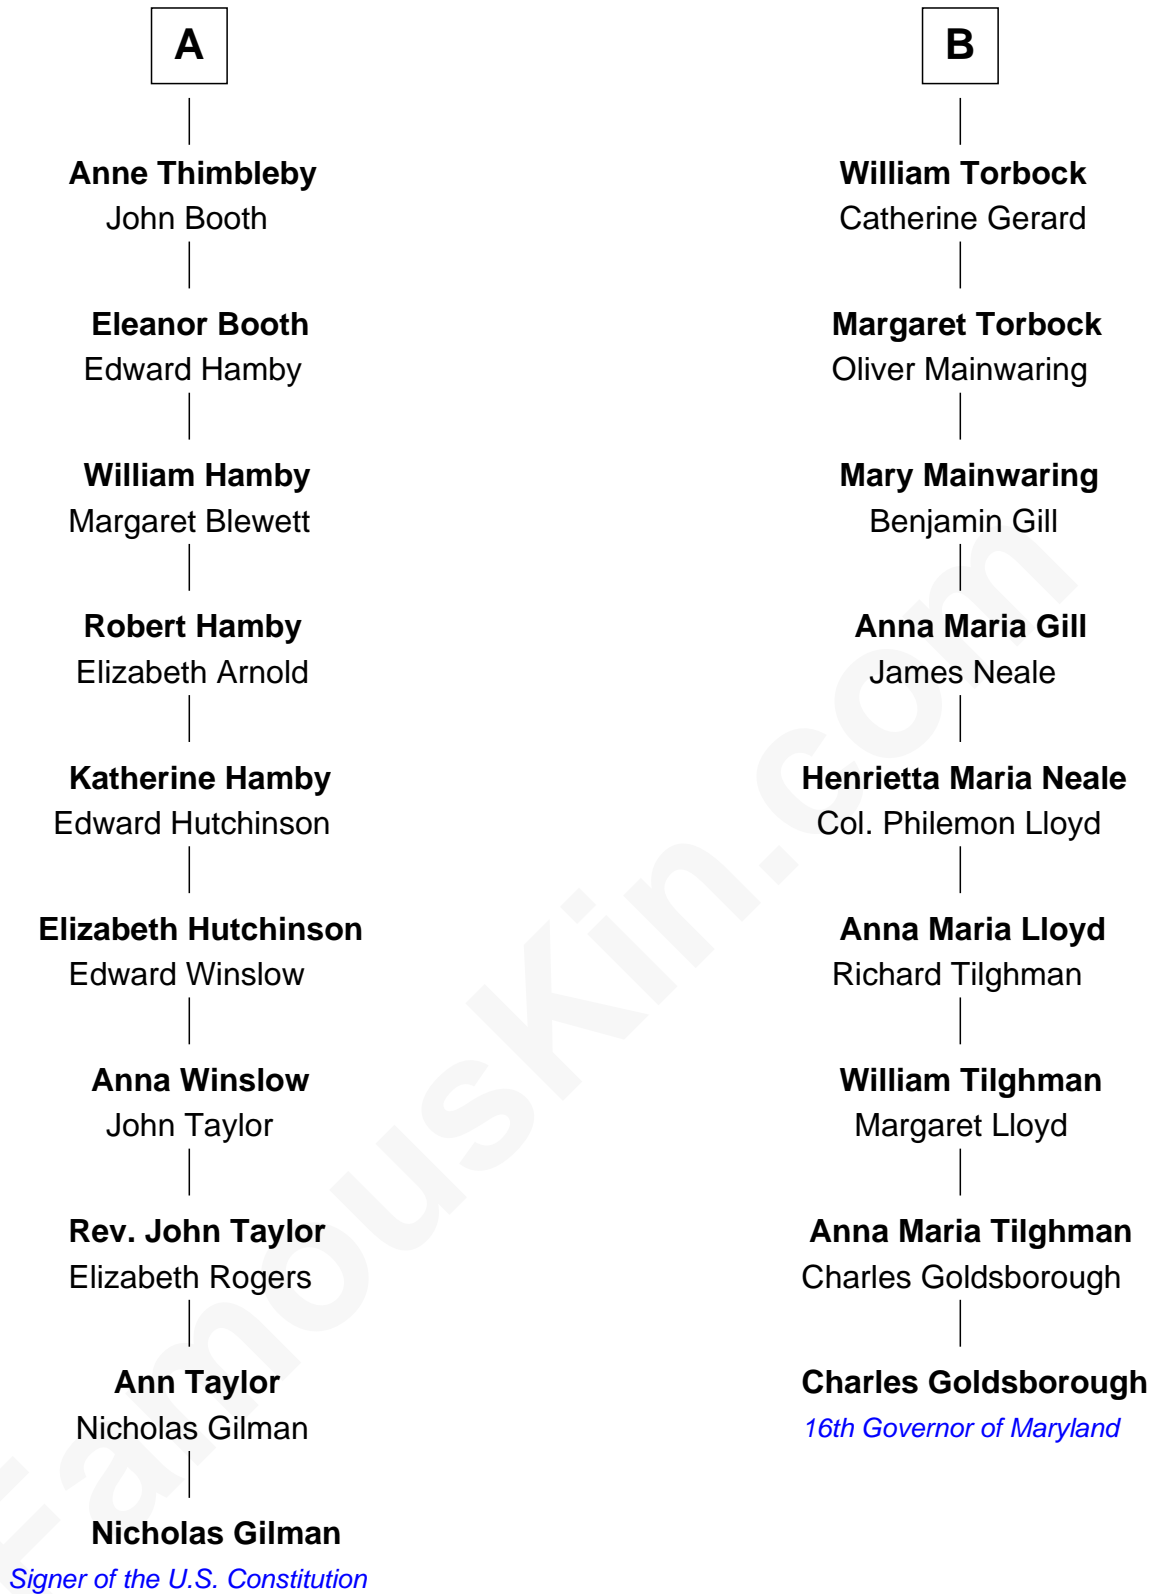 A
Anne Thimbleby
John Booth
Eleanor Booth
Edward Hamby
William Hamby
Margaret Blewett
Robert Hamby
Elizabeth Arnold
Katherine Hamby
Edward Hutchinson
Elizabeth Hutchinson
Edward Winslow
Anna Winslow
John Taylor
Rev. John Taylor
Elizabeth Rogers
Ann Taylor
Nicholas Gilman
Nicholas Gilman
Signer of the U.S. Constitution
B
William Torbock
Catherine Gerard
Margaret Torbock
Oliver Mainwaring
Mary Mainwaring
Benjamin Gill
Anna Maria Gill
James Neale
Henrietta Maria Neale
Col. Philemon Lloyd
Anna Maria Lloyd
Richard Tilghman
William Tilghman
Margaret Lloyd
Anna Maria Tilghman
Charles Goldsborough
Charles Goldsborough
16th Governor of Maryland
FamousKin.com